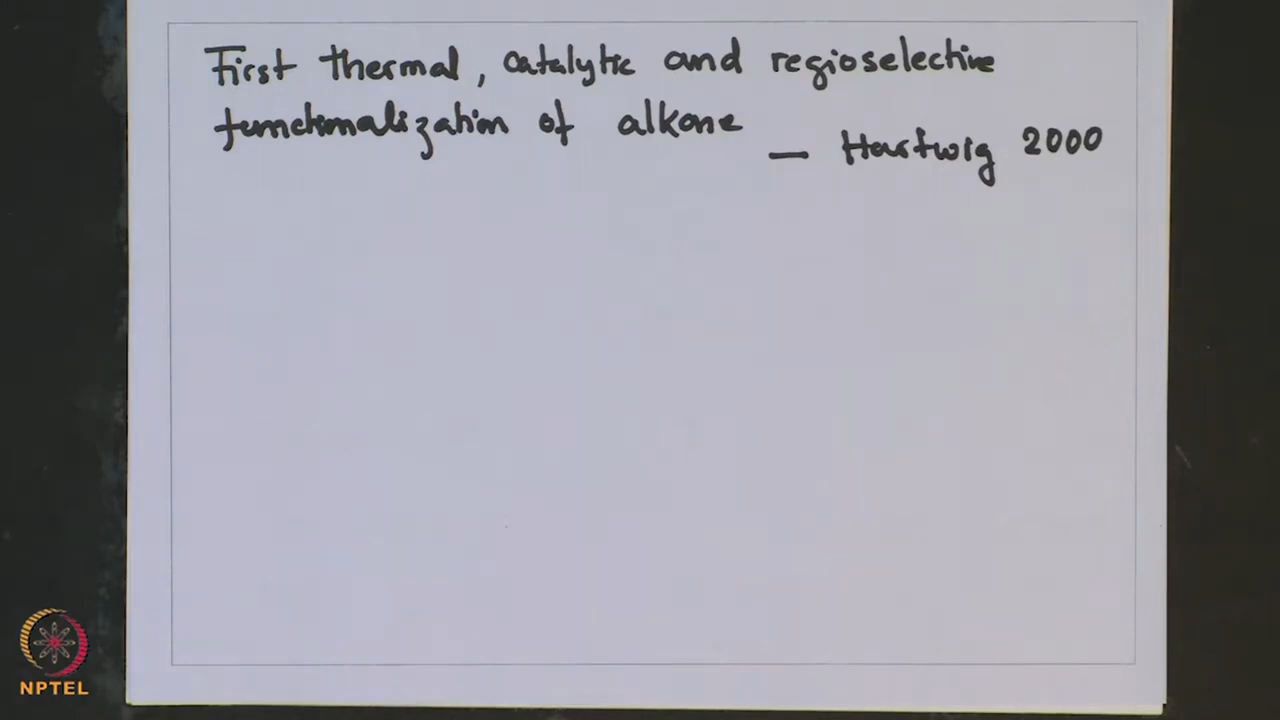 First thermal, catalytic and regioselective
functionalization of alkane
— Hartwig 2000
NPTEL